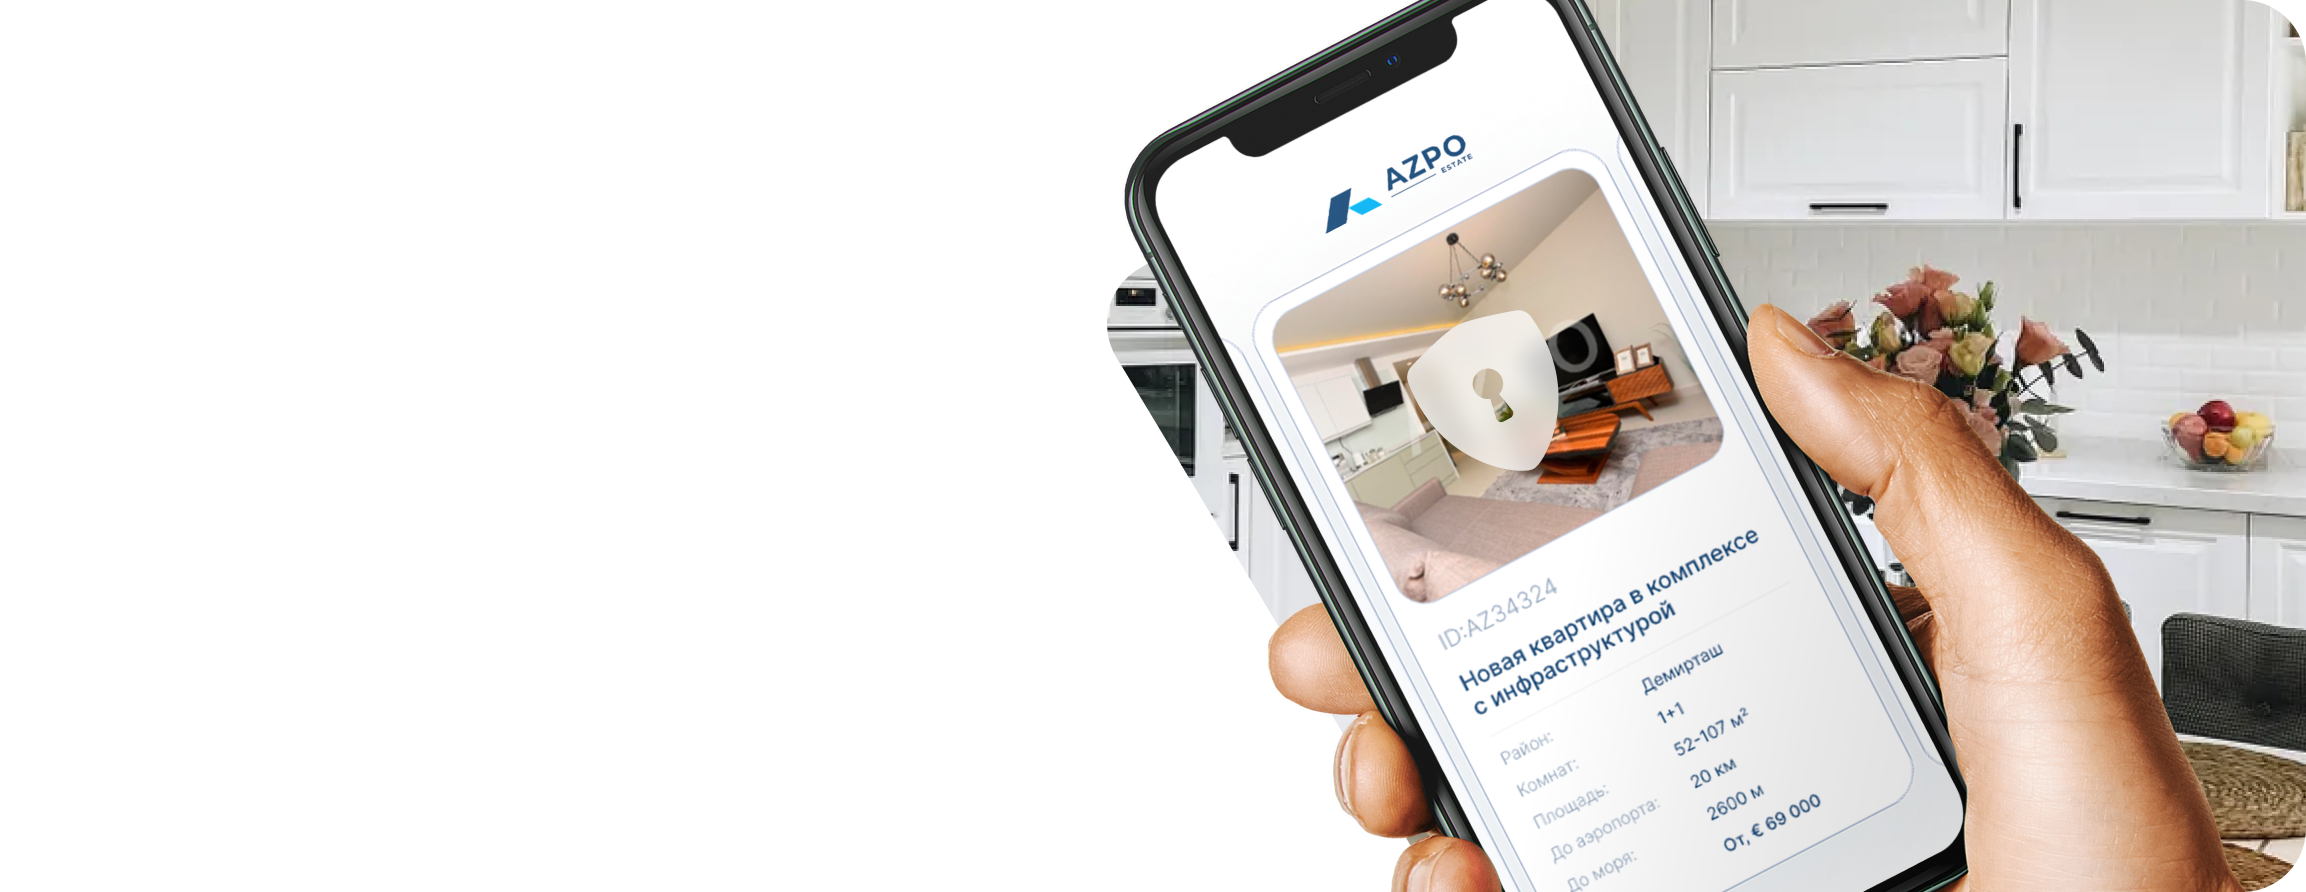 AZPO
ESTATE
ID:AZ34324
Новая квартира в комплексе
с инфраструктурой
Район: Демирташ
Комнат: 1+1
Площадь: 52-107 м²
До аэропорта: 20 км
До моря: 2600 м
От, € 69 000